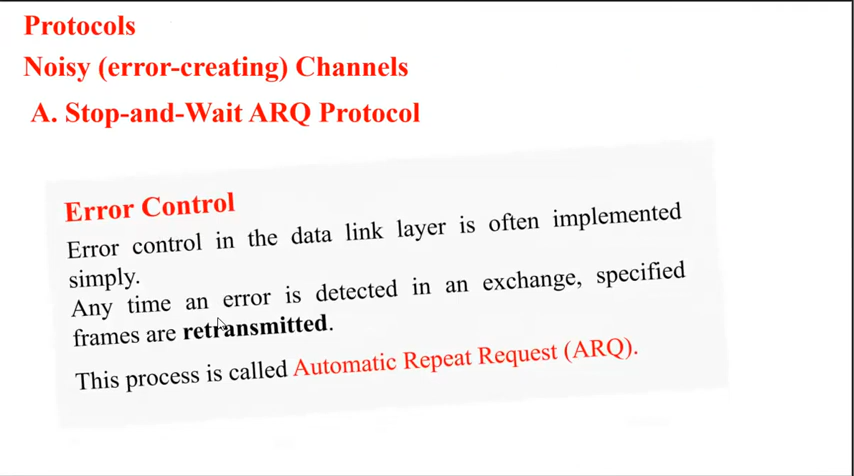 Protocols
Noisy (error-creating) Channels
A. Stop-and-Wait ARQ Protocol
Error Control
Error control in the data link layer is often implemented
simply.
Any time an error is detected in an exchange, specified
frames are retransmitted.
This process is called Automatic Repeat Request (ARQ).